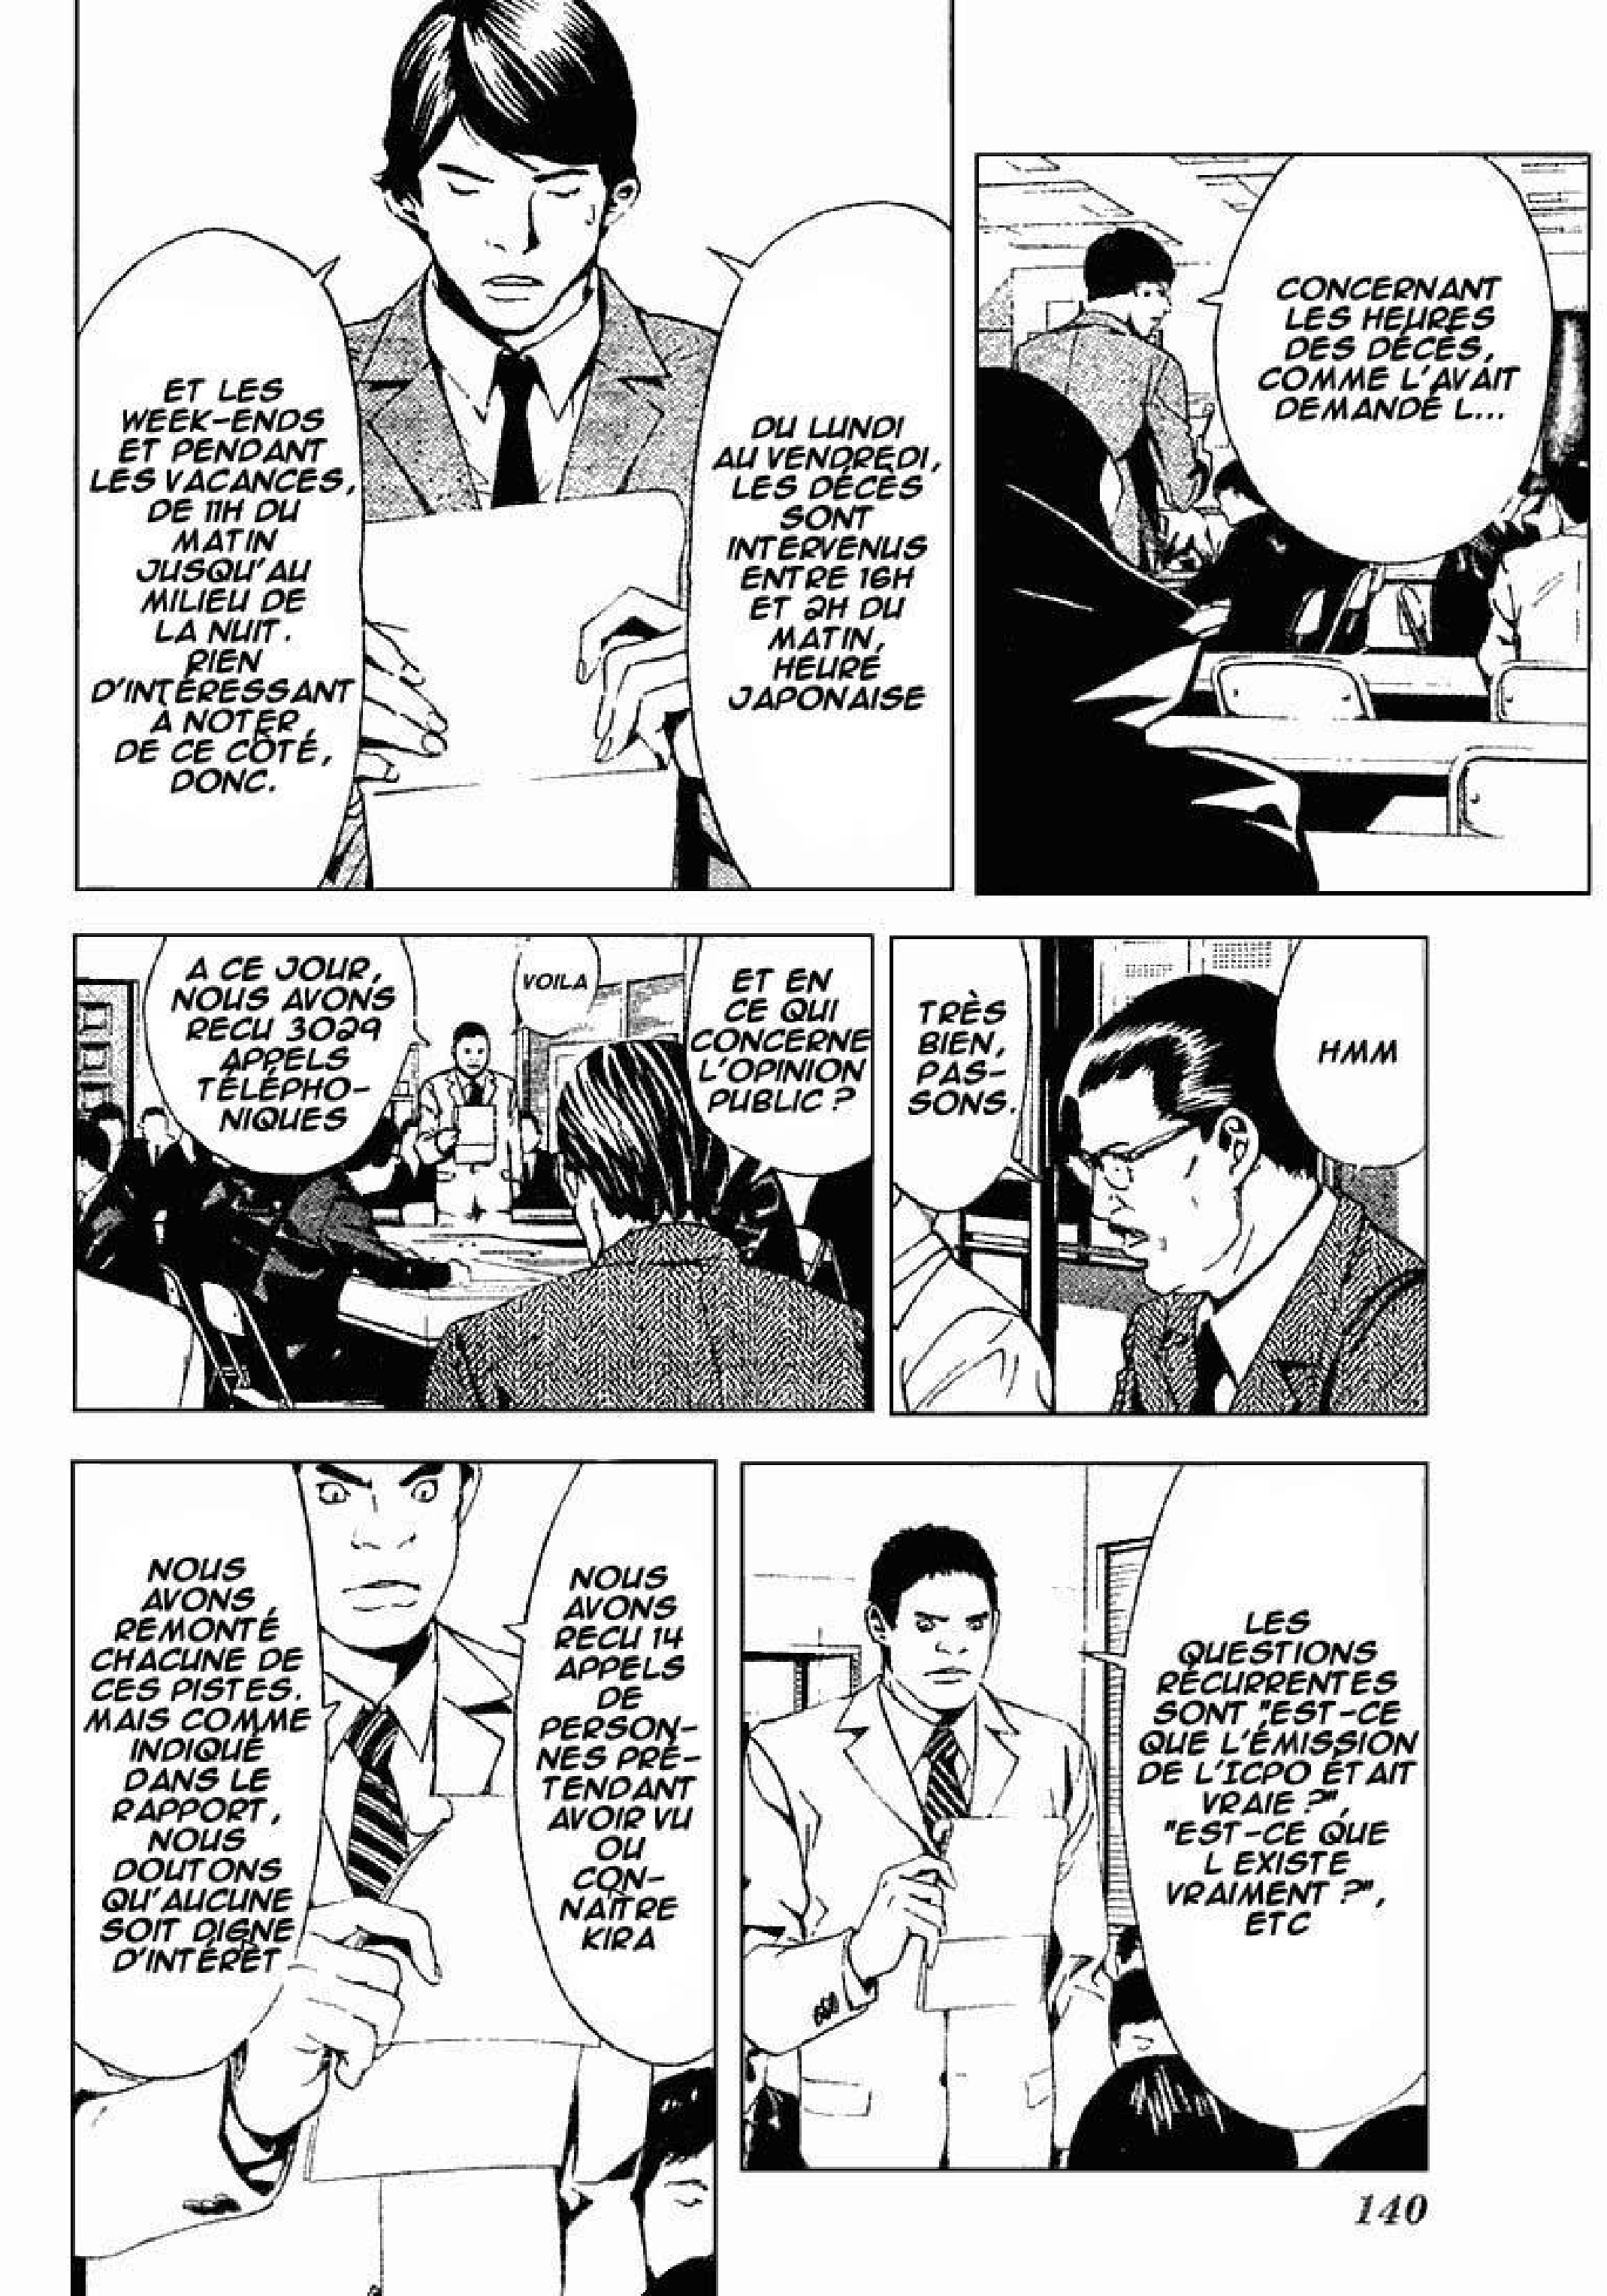 CONCERNANT
LES HEURES
DES DÉCÈS,
COMME L'AVAIT
DEMANDÉ L...
DU LUNDI
AU VENDREDI,
LES DÉCÈS
SONT
INTERVENUS
ENTRE 16H
ET 2H DU
MATIN,
HEURE
JAPONAISE
ET LES
WEEK-ENDS
ET PENDANT
LES VACANCES,
DE 11H DU
MATIN
JUSQU'AU
MILIEU DE
LA NUIT.
RIEN
D'INTÉRESSANT
À NOTER,
DE CE CÔTÉ,
DONC.
HMM
TRÈS
BIEN,
PAS-
SONS.
ET EN
CE QUI
CONCERNE
L'OPINION
PUBLIC ?
VOILA
A CE JOUR,
NOUS AVONS
RECU 3029
APPELS
TÉLÉPHO-
NIQUES
LES
QUESTIONS
RÉCURRENTES
SONT "EST-CE
QUE L'ÉMISSION
DE L'ICPO ÉTAIT
VRAIE ?",
"EST-CE QUE
L EXISTE
VRAIMENT ?",
ETC
NOUS
AVONS
RECU 14
APPELS
DE
PERSON-
NES PRÉ-
TENDANT
AVOIR VU
OU
CON-
NAÎTRE
KIRA
NOUS
AVONS
REMONTÉ
CHACUNE DE
CES PISTES.
MAIS COMME
INDIQUÉ
DANS LE
RAPPORT,
NOUS
DOUTONS
QU'AUCUNE
SOIT DIGNE
D'INTÉRÊT
140